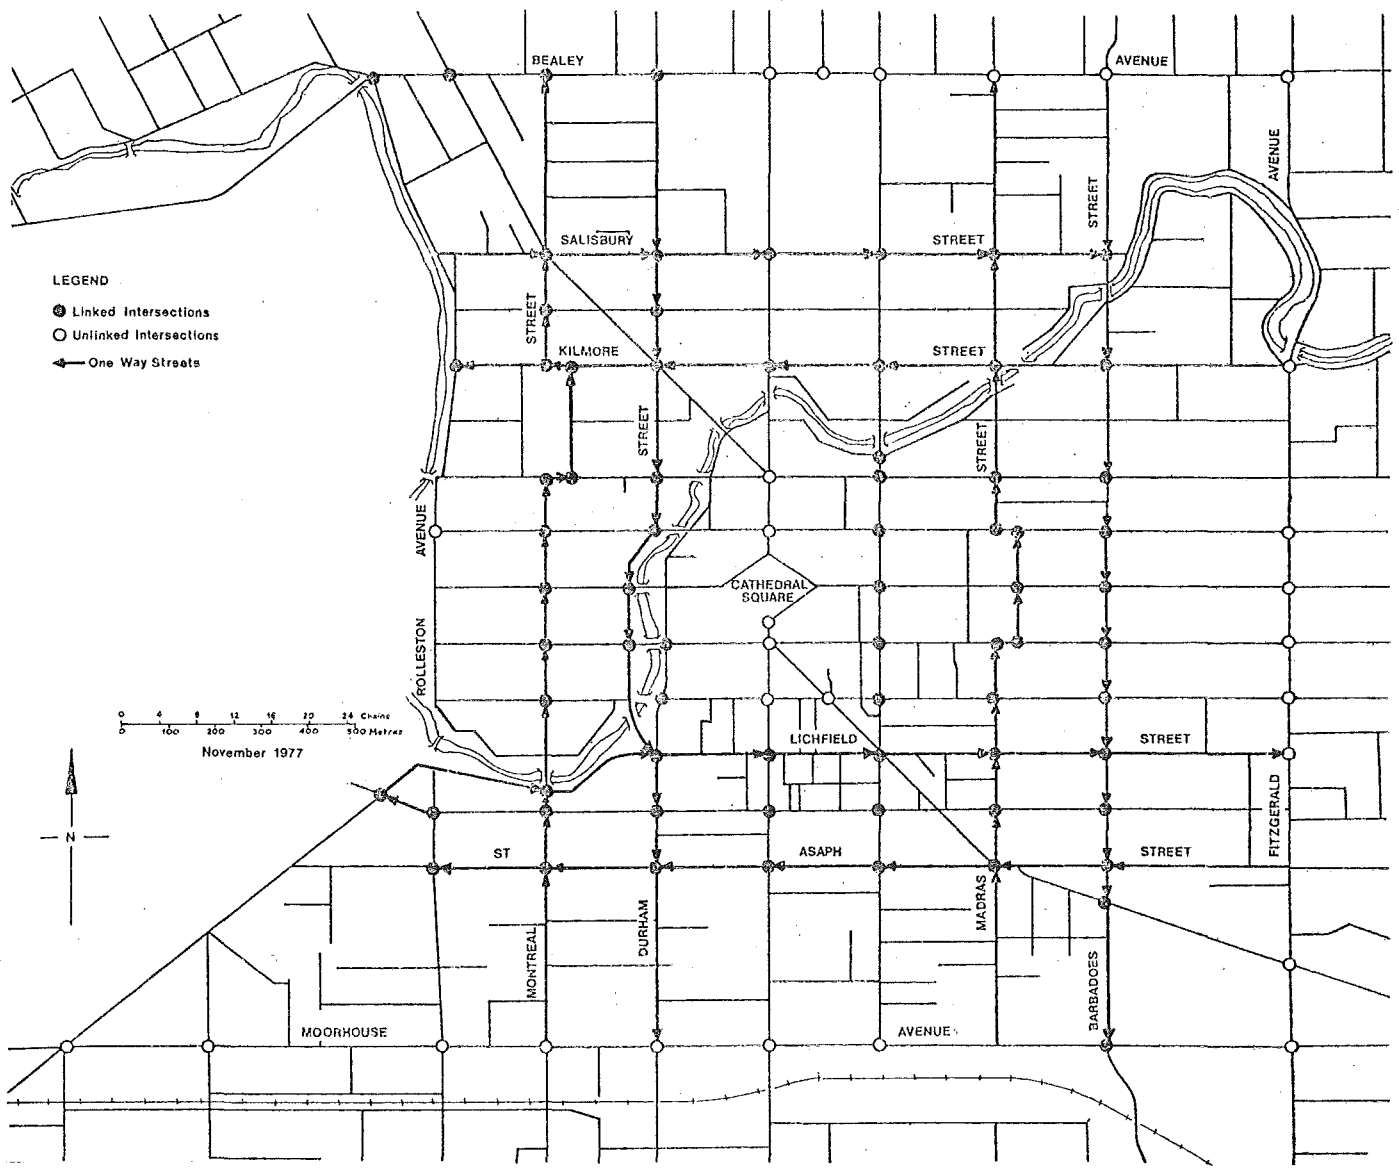 BEALEY
AVENUE
AVENUE
STREET
SALISBURY
STREET
LEGEND
Linked Intersections
Unlinked Intersections
One Way Streets
STREET
KILMORE
STREET
STREET
STREET
AVENUE
CATHEDRAL
SQUARE
ROLLESTON
0 4 8 12 16 20 24 Chains
0 100 200 300 400 500 Metres
November 1977
LICHFIELD
STREET
FITZGERALD
N
ST
ASAPH
STREET
MADRAS
DURHAM
MONTREAL
BARBADOES
MOORHOUSE
AVENUE